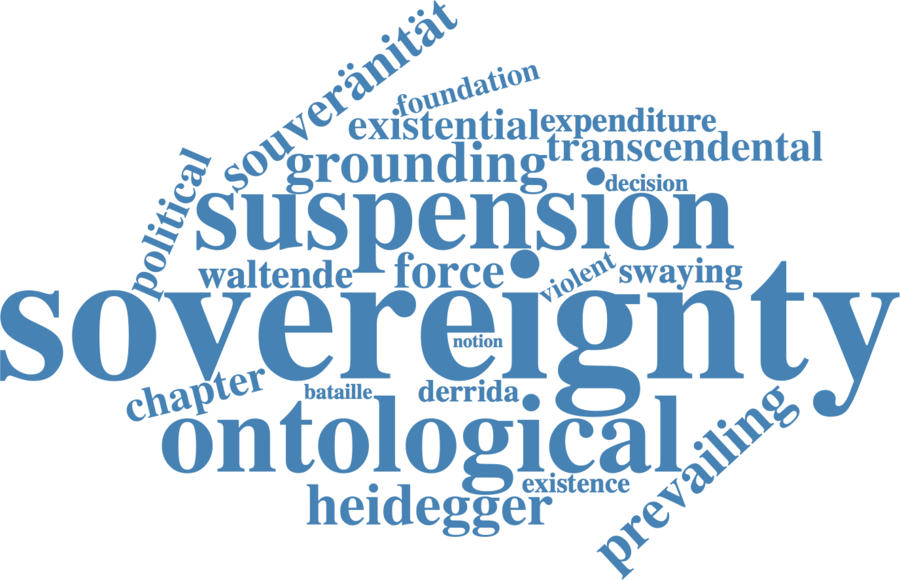 souveränität
foundation
existential expenditure
grounding transcendental
political
decision
suspension
waltende force violent swaying
sovereignty
notion
chapter bataille derrida
ontological
prevailing
existence
heidegger